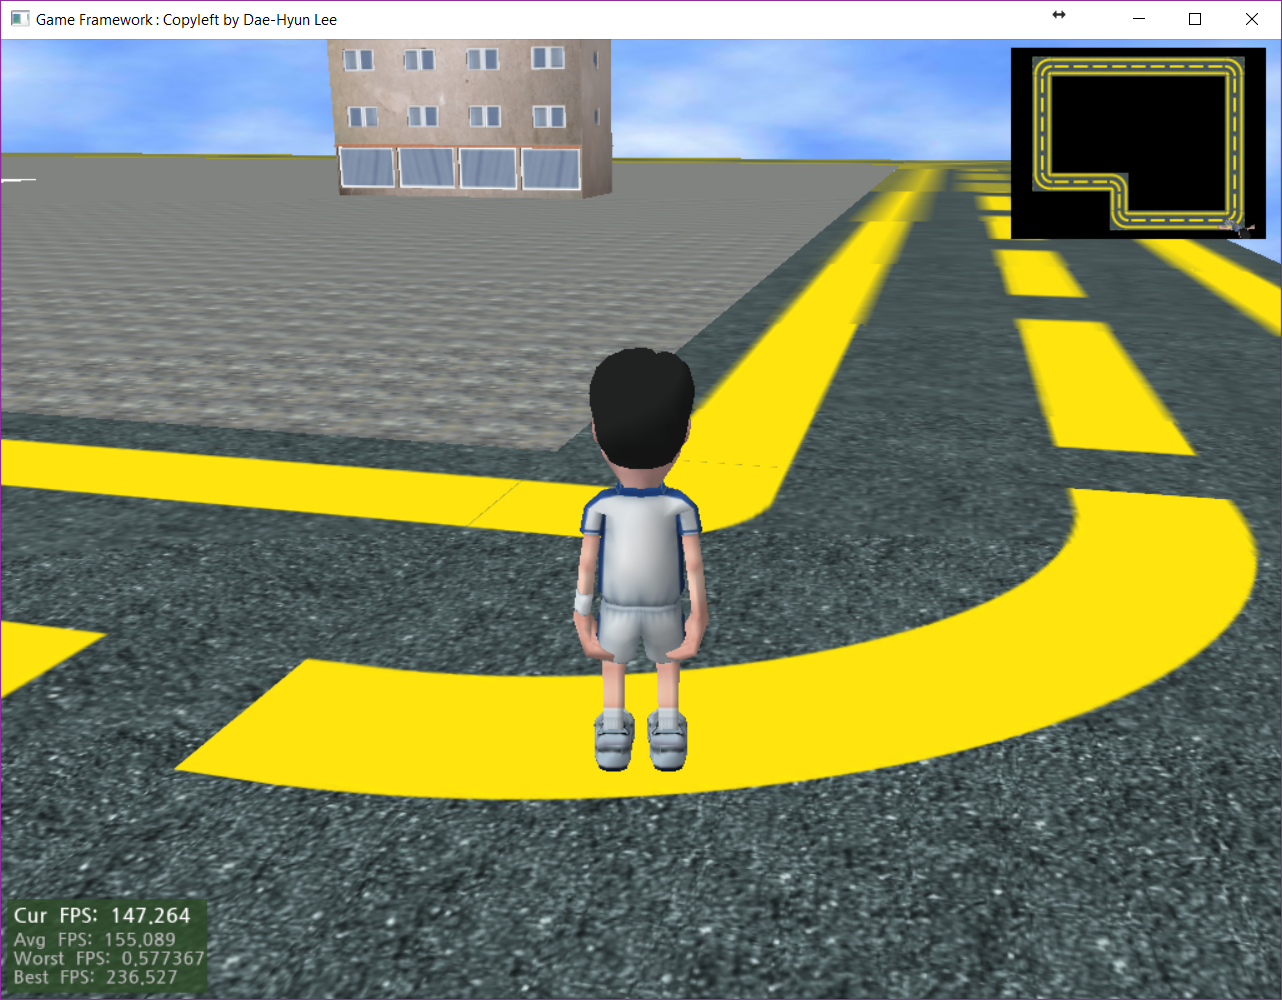 Game Framework : Copyleft by Dae-Hyun Lee
Cur FPS: 147,264
Avg FPS: 155,089
Worst FPS: 0,577367
Best FPS: 236,527